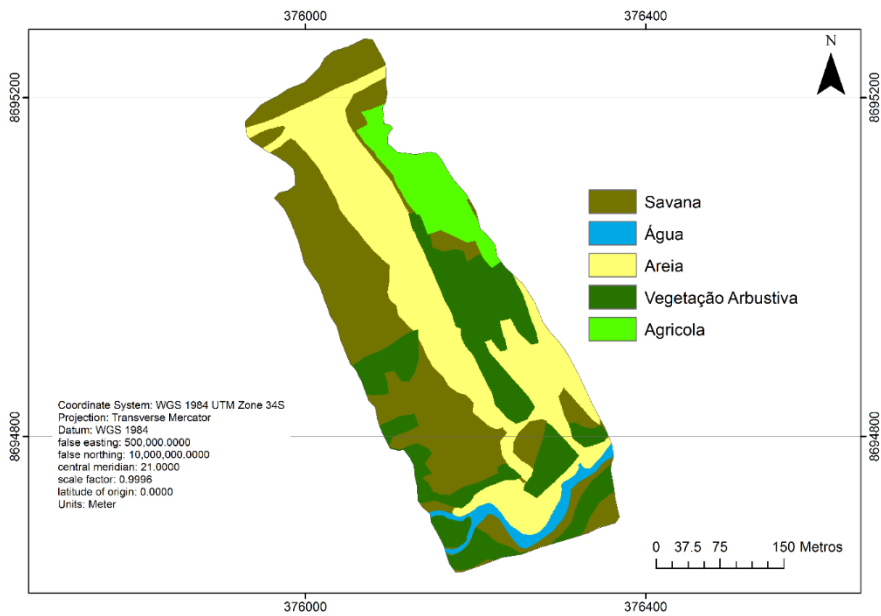 376000
376400
N
8695200
8695200
Savana
Água
Areia
Vegetação Arbustiva
Agricola
Coordinate System: WGS 1984 UTM Zone 34S
Projection: Transverse Mercator
Datum: WGS 1984
false easting: 500,000.0000
false northing: 10,000,000.0000
central meridian: 21.0000
scale factor: 0.9996
latitude of origin: 0.0000
Units: Meter
8694800
8694800
0 37.5 75 150 Metros
376000
376400